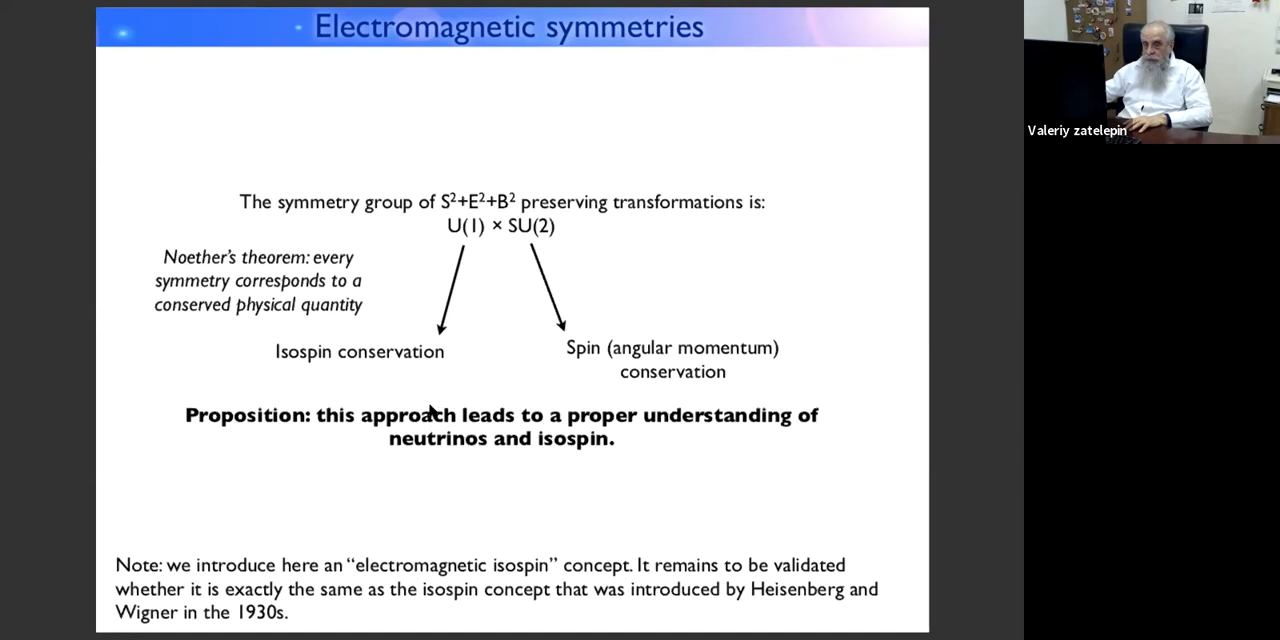 Electromagnetic symmetries
The symmetry group of S²+E²+B² preserving transformations is:
U(1) × SU(2)
Noether's theorem: every
symmetry corresponds to a
conserved physical quantity
Isospin conservation
Spin (angular momentum)
conservation
Proposition: this approach leads to a proper understanding of
neutrinos and isospin.
Note: we introduce here an “electromagnetic isospin” concept. It remains to be validated
whether it is exactly the same as the isospin concept that was introduced by Heisenberg and
Wigner in the 1930s.
Valeriy zatelepin